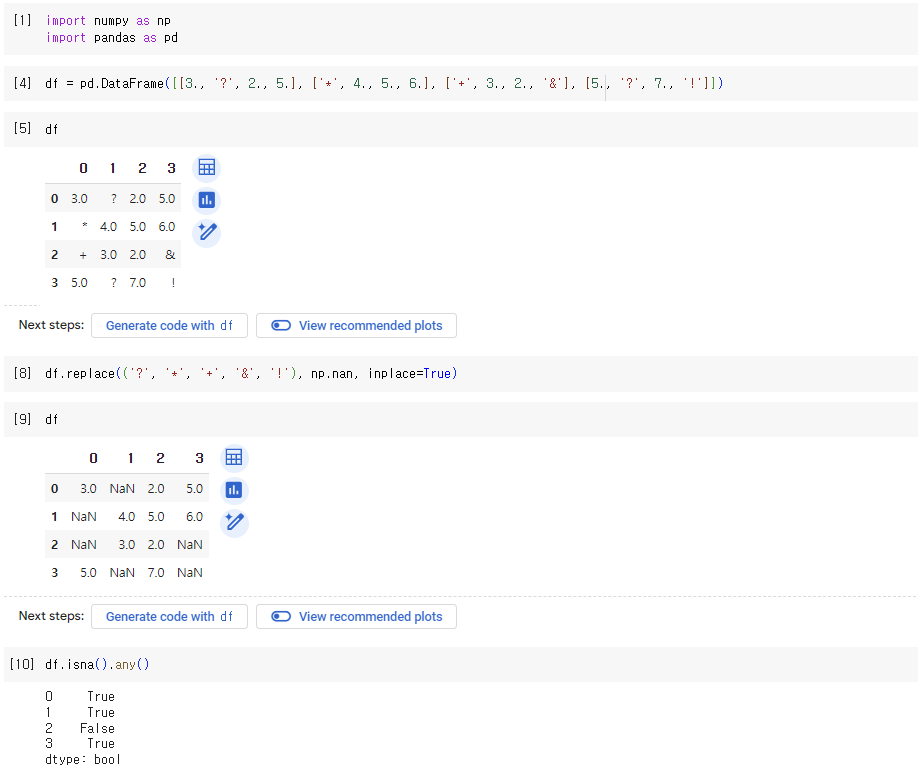 [1] import numpy as np
import pandas as pd
[4] df = pd.DataFrame([[3., '?', 2., 5.], ['*', 4., 5., 6.], ['+', 3., 2., '&'], [5., '?', 7., '!']])
[5] df
0 1 2 3
0 3.0 ? 2.0 5.0
1 * 4.0 5.0 6.0
2 + 3.0 2.0 &
3 5.0 ? 7.0 !
Next steps: Generate code with df View recommended plots
[8] df.replace(('?', '*', '+', '&', '!'), np.nan, inplace=True)
[9] df
0 1 2 3
0 3.0 NaN 2.0 5.0
1 NaN 4.0 5.0 6.0
2 NaN 3.0 2.0 NaN
3 5.0 NaN 7.0 NaN
Next steps: Generate code with df View recommended plots
[10] df.isna().any()
0 True
1 True
2 False
3 True
dtype: bool